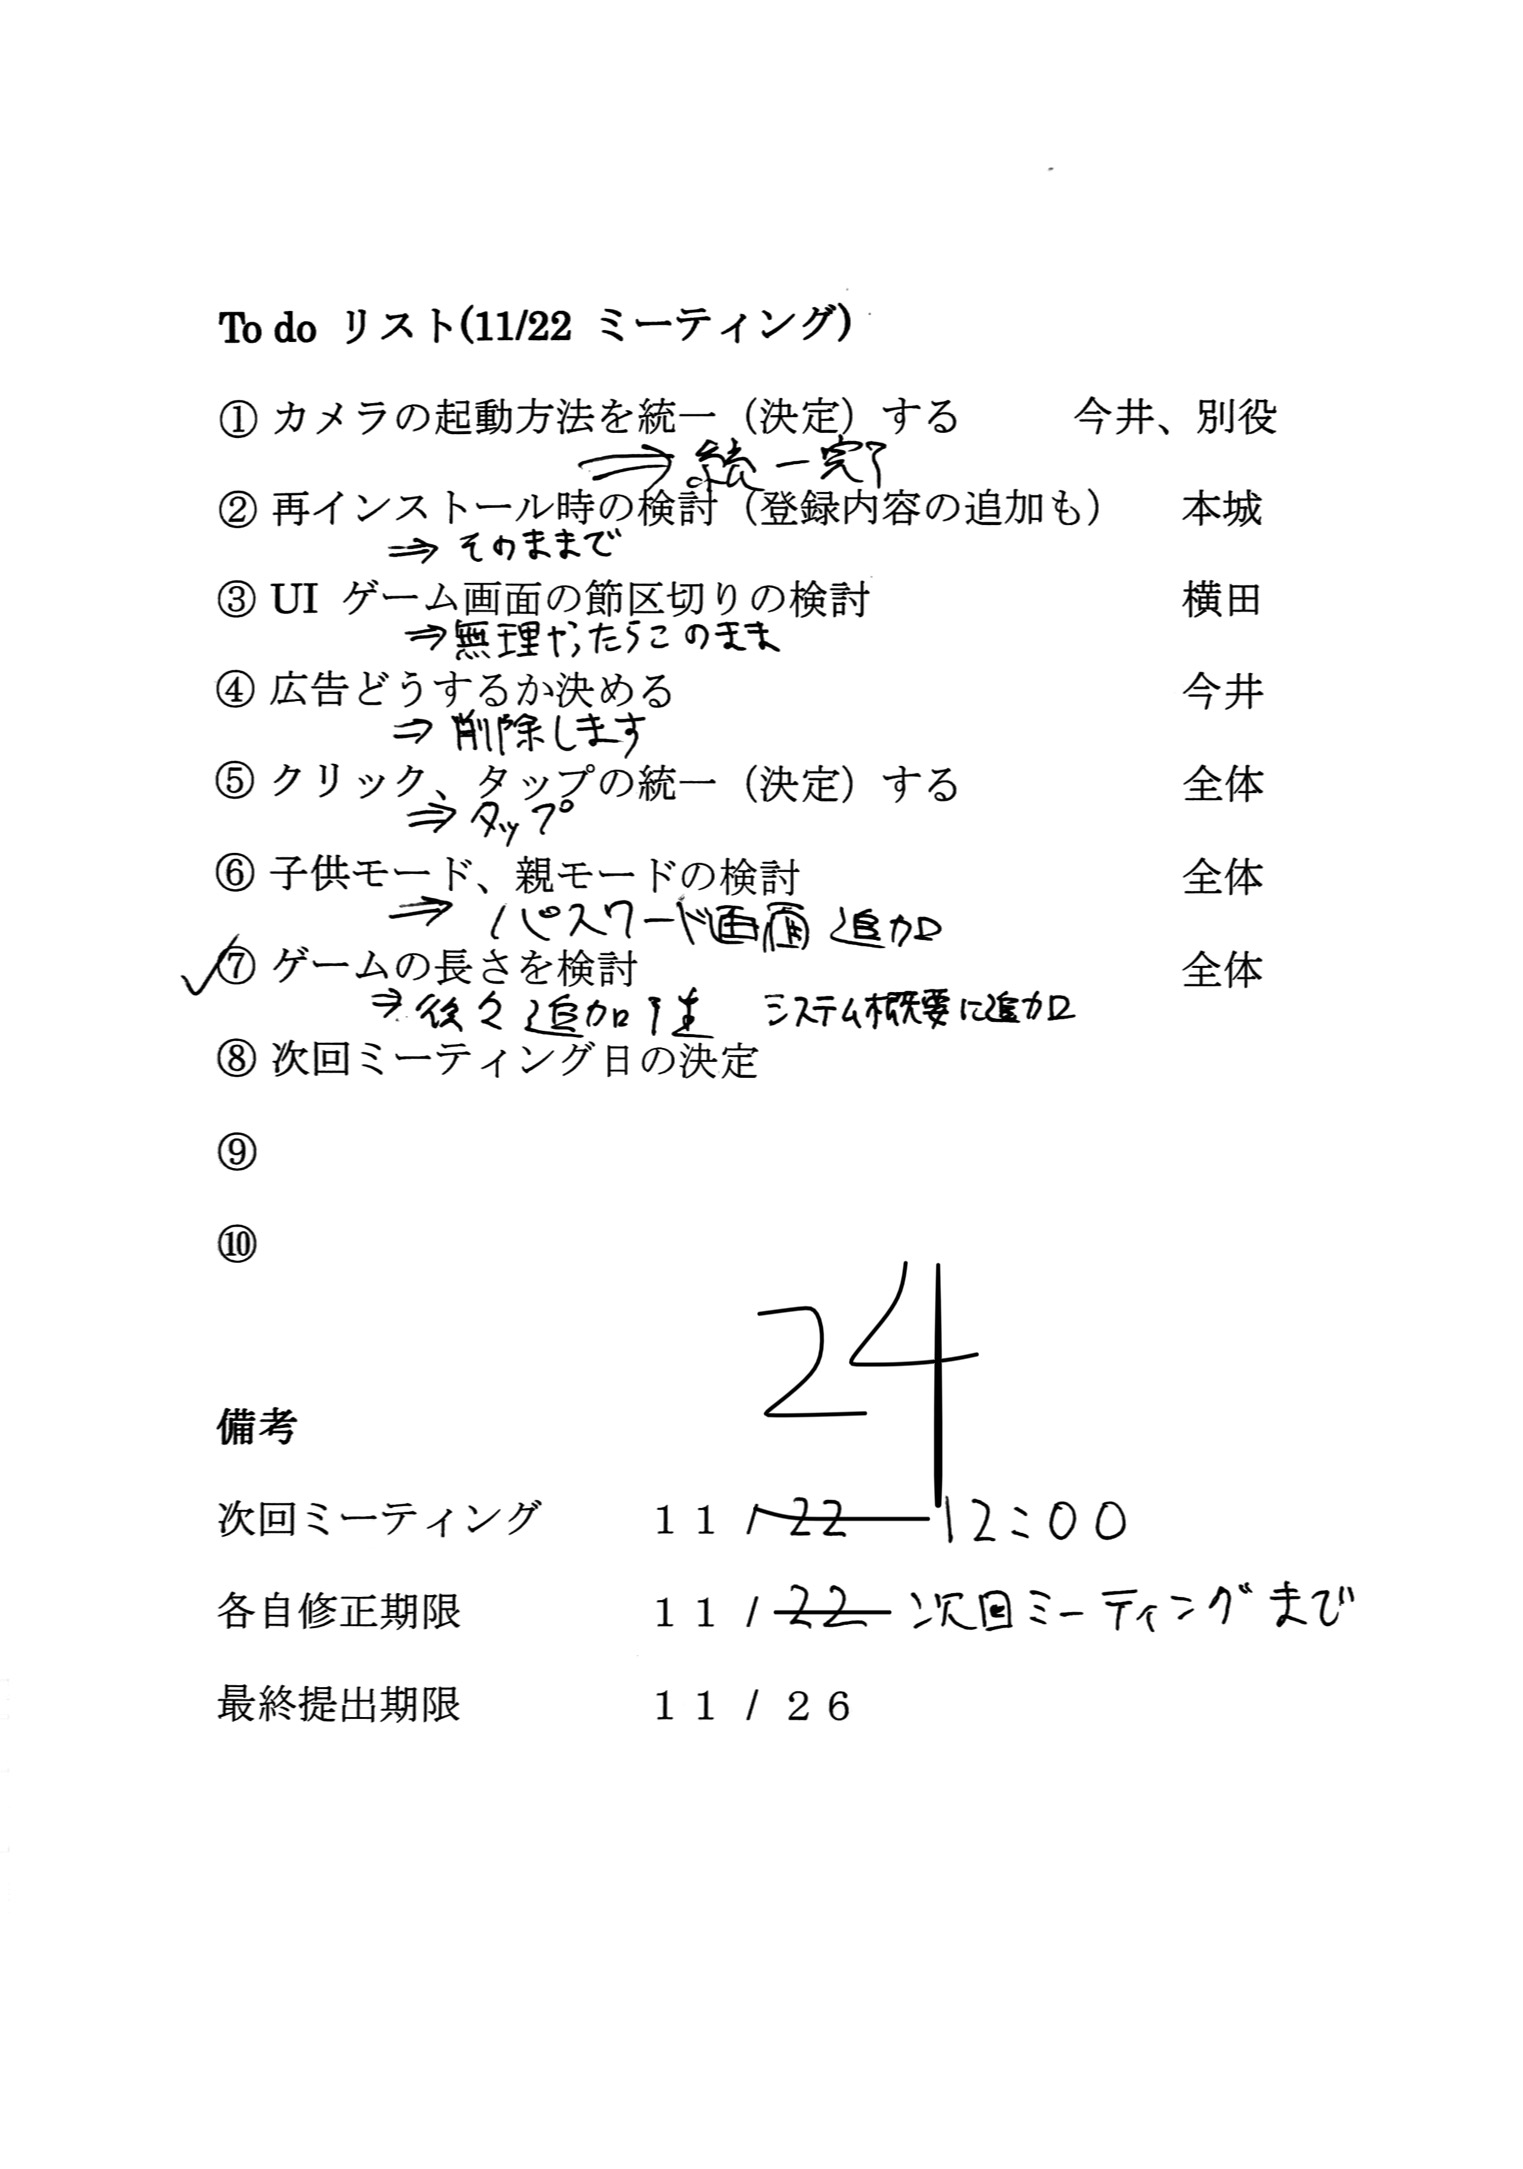 To do リスト(11/22 ミーティング)
① カメラの起動方法を統一（決定）する 今井、別役
⇒ 統一完了
② 再インストール時の検討（登録内容の追加も） 本城
⇒ そのままで
③ UI ゲーム画面の節区切りの検討 横田
⇒ 無理やったらこのまま
④ 広告どうするか決める 今井
⇒ 削除します
⑤ クリック、タップの統一（決定）する 全体
⇒ タップ
⑥ 子供モード、親モードの検討 全体
⇒ パスワード画面 追加
✓⑦ ゲームの長さを検討 全体
⇒ 後々追加 システム概要に追加
⑧ 次回ミーティング日の決定
⑨
⑩
24
備考
次回ミーティング 11/22 12:00
各自修正期限 11/22 次回ミーティングまで
最終提出期限 11/26